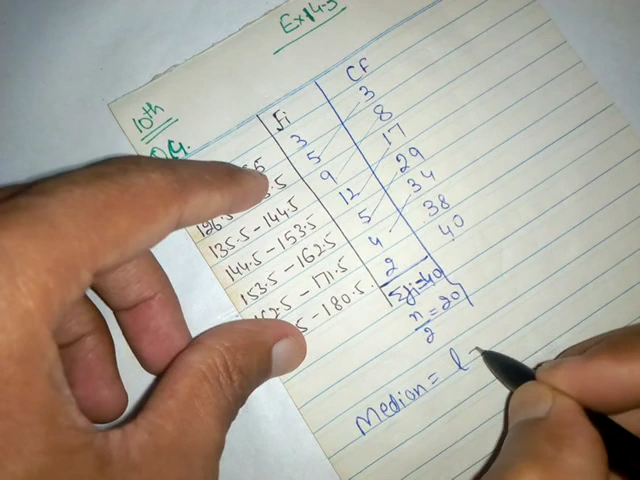 Ex14.3
10th
fi CF
3 3
5 8
126.5 9 17
135.5-144.5 12 29
144.5-153.5 5 34
153.5-162.5 4 38
162.5-171.5 2 40
-180.5 Σfi=40
n/2=20
Median = l